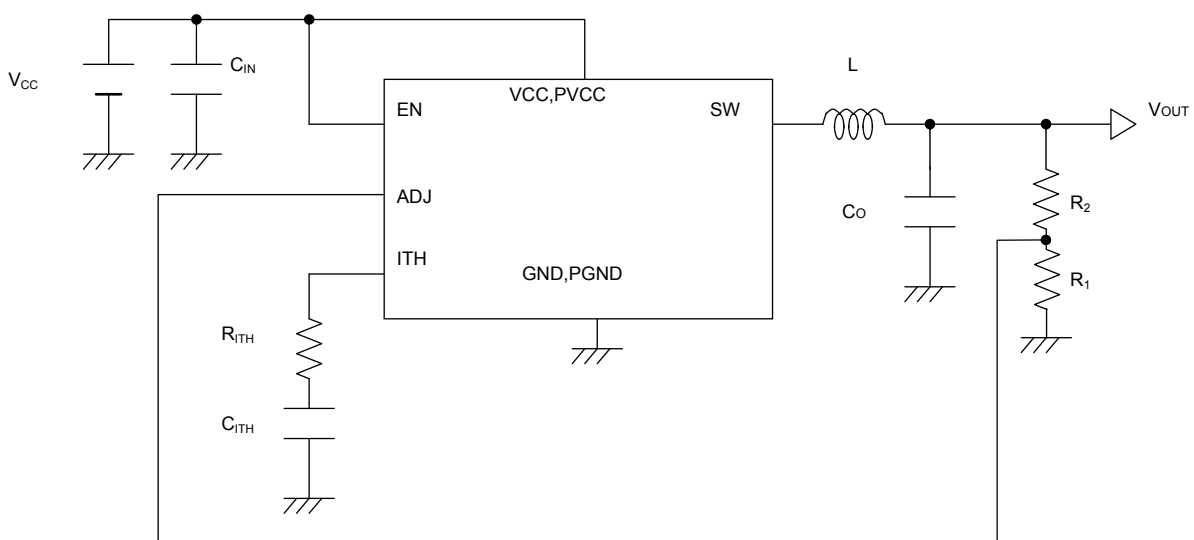 VCC
CIN
EN
VCC,PVCC
SW
L
VOUT
ADJ
CO
R2
ITH
GND,PGND
R1
RITH
CITH